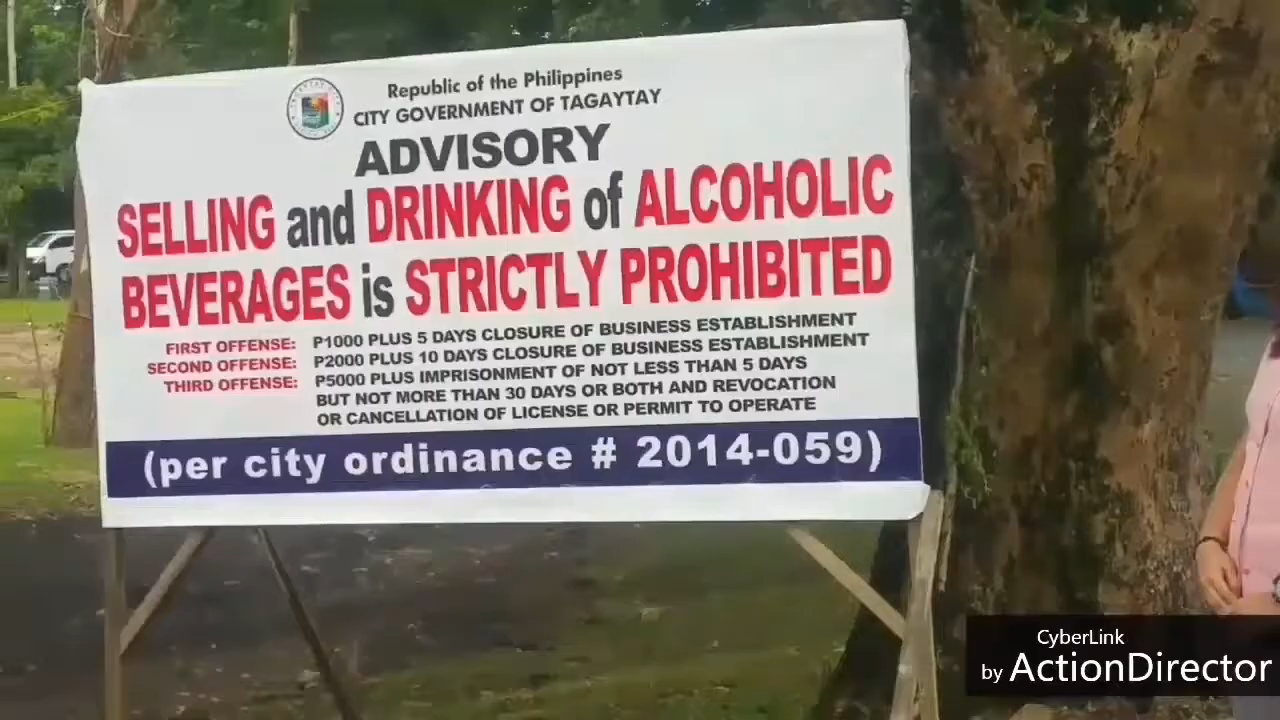 Republic of the Philippines
CITY GOVERNMENT OF TAGAYTAY
ADVISORY
SELLING and DRINKING of ALCOHOLIC
BEVERAGES is STRICTLY PROHIBITED
FIRST OFFENSE: P1000 PLUS 5 DAYS CLOSURE OF BUSINESS ESTABLISHMENT
SECOND OFFENSE: P2000 PLUS 10 DAYS CLOSURE OF BUSINESS ESTABLISHMENT
THIRD OFFENSE: P5000 PLUS IMPRISONMENT OF NOT LESS THAN 5 DAYS
BUT NOT MORE THAN 30 DAYS OR BOTH AND REVOCATION
OR CANCELLATION OF LICENSE OR PERMIT TO OPERATE
(per city ordinance # 2014-059)
CyberLink
by ActionDirector